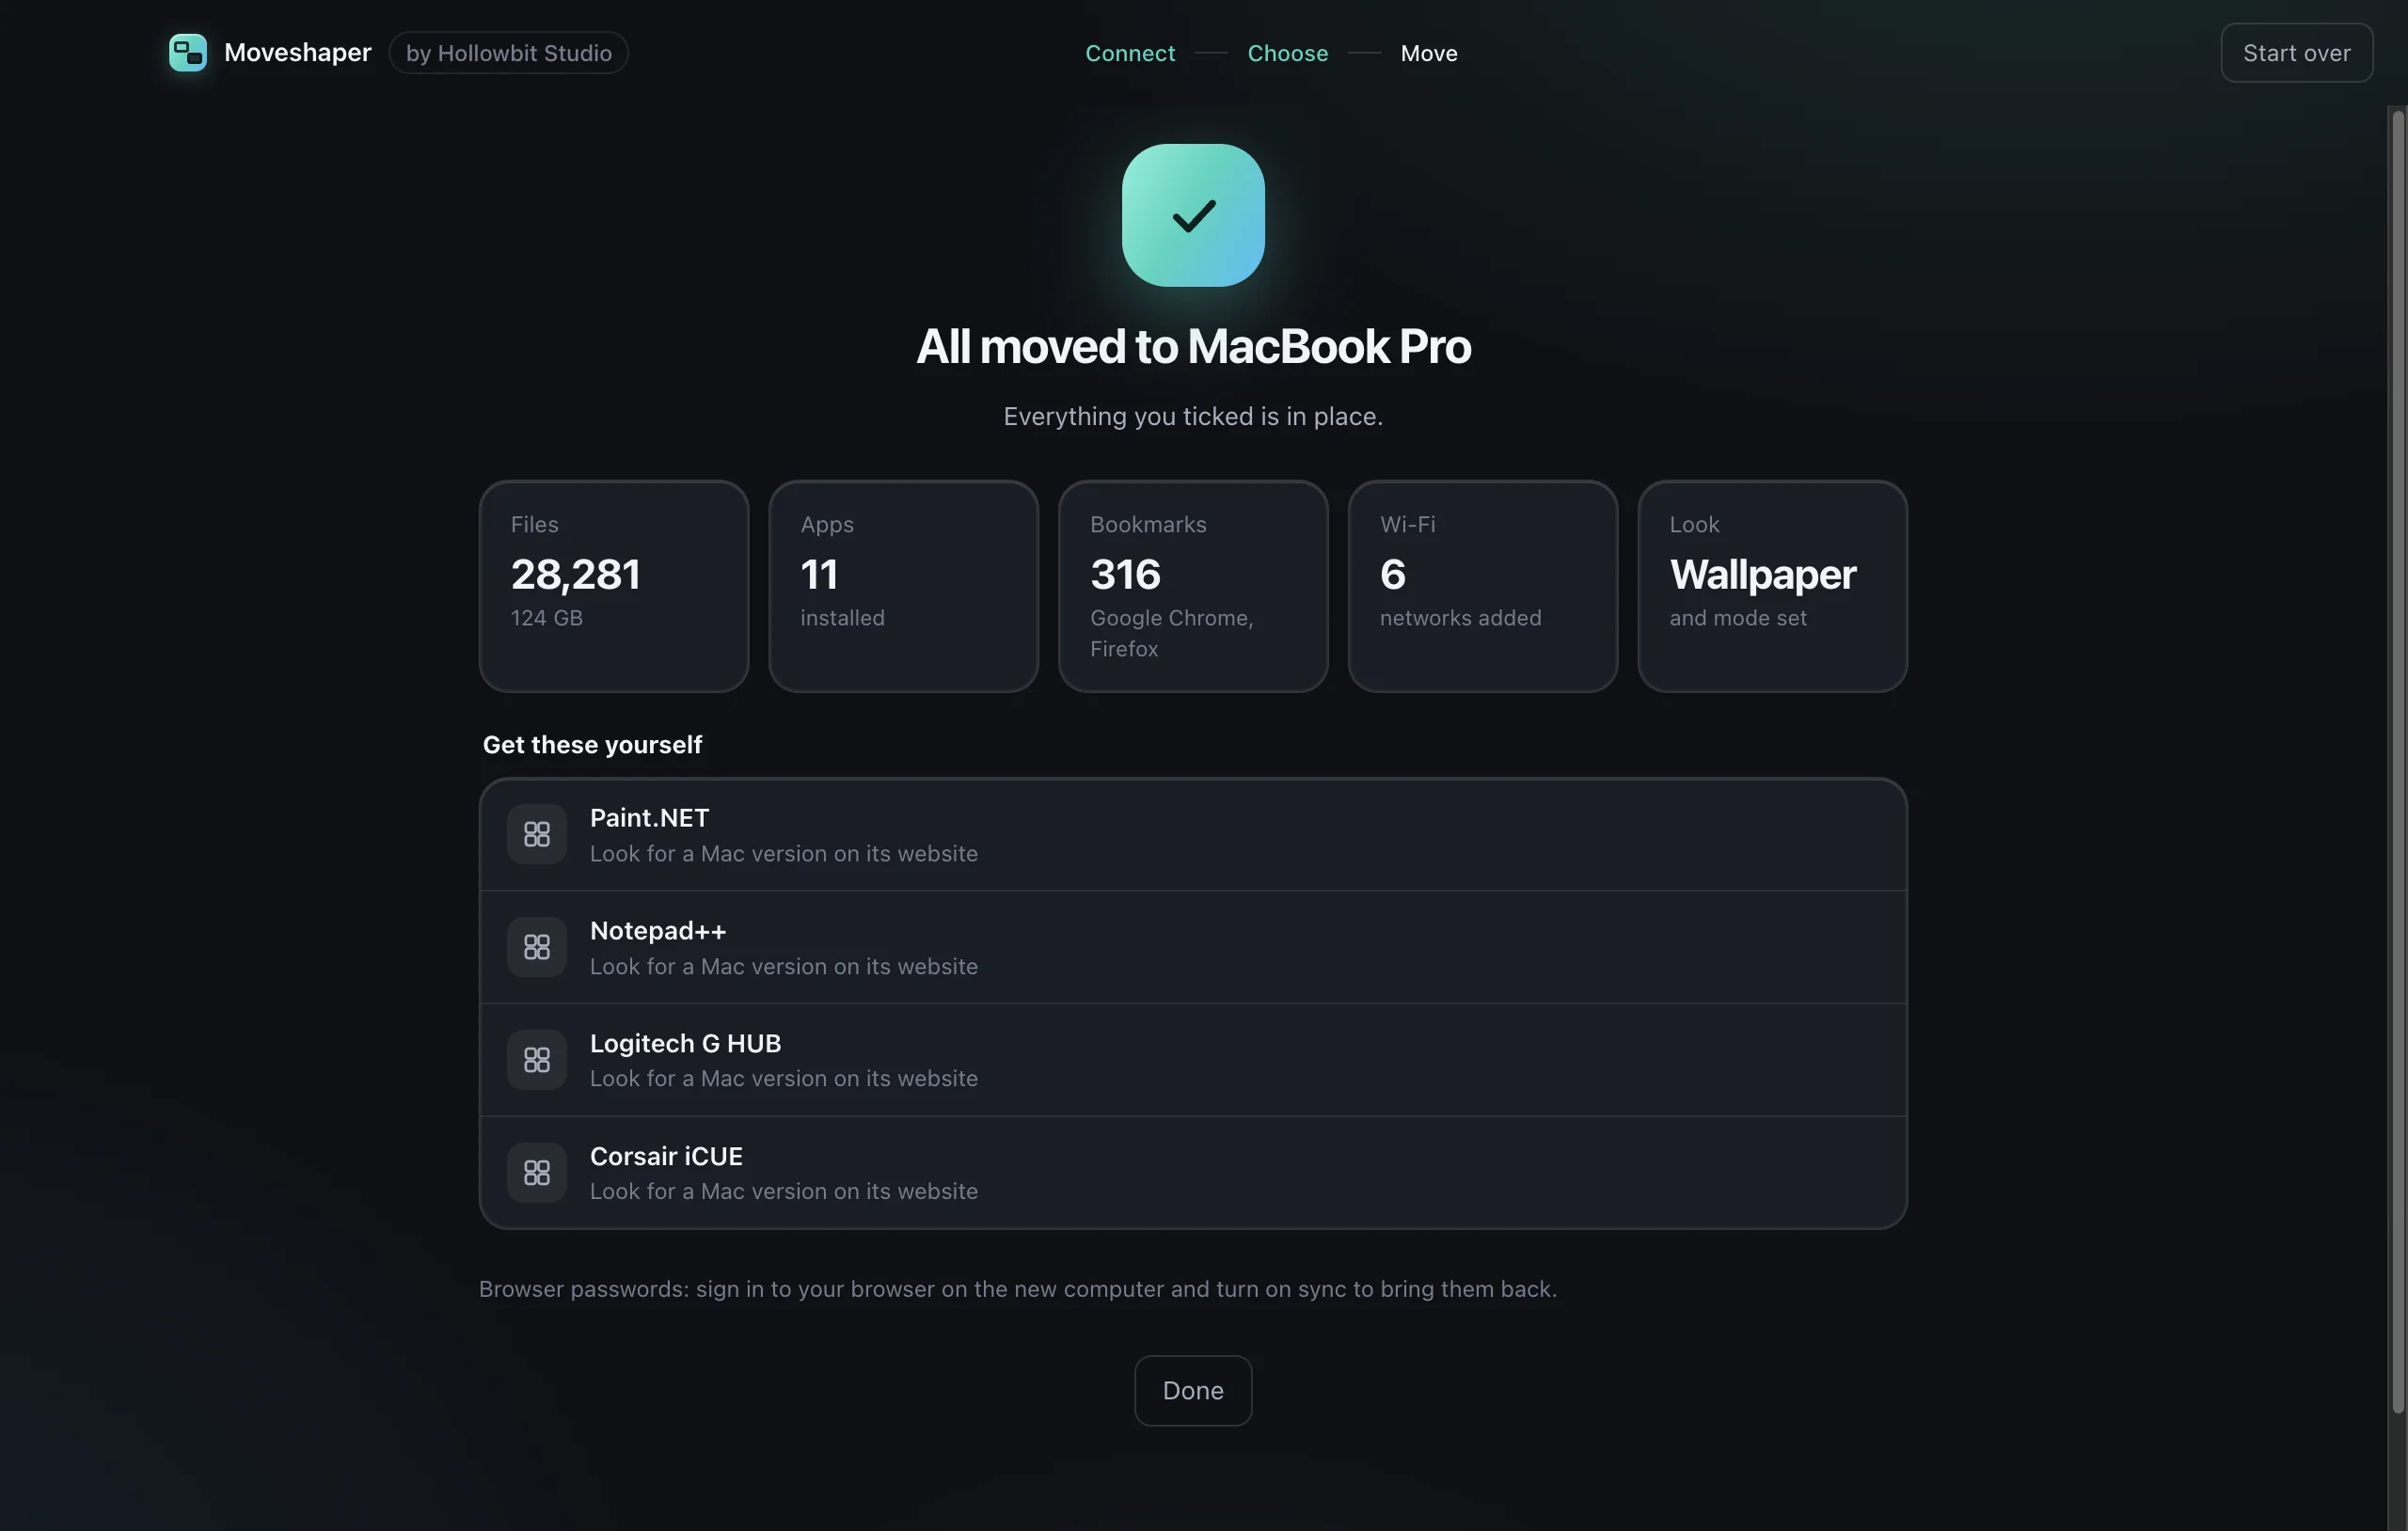 Moveshaper by Hollowbit Studio
Connect Choose Move
Start over
All moved to MacBook Pro
Everything you ticked is in place.
Files
28,281
124 GB
Apps
11
installed
Bookmarks
316
Google Chrome,
Firefox
Wi-Fi
6
networks added
Look
Wallpaper
and mode set
Get these yourself
Paint.NET
Look for a Mac version on its website
Notepad++
Look for a Mac version on its website
Logitech G HUB
Look for a Mac version on its website
Corsair iCUE
Look for a Mac version on its website
Browser passwords: sign in to your browser on the new computer and turn on sync to bring them back.
Done